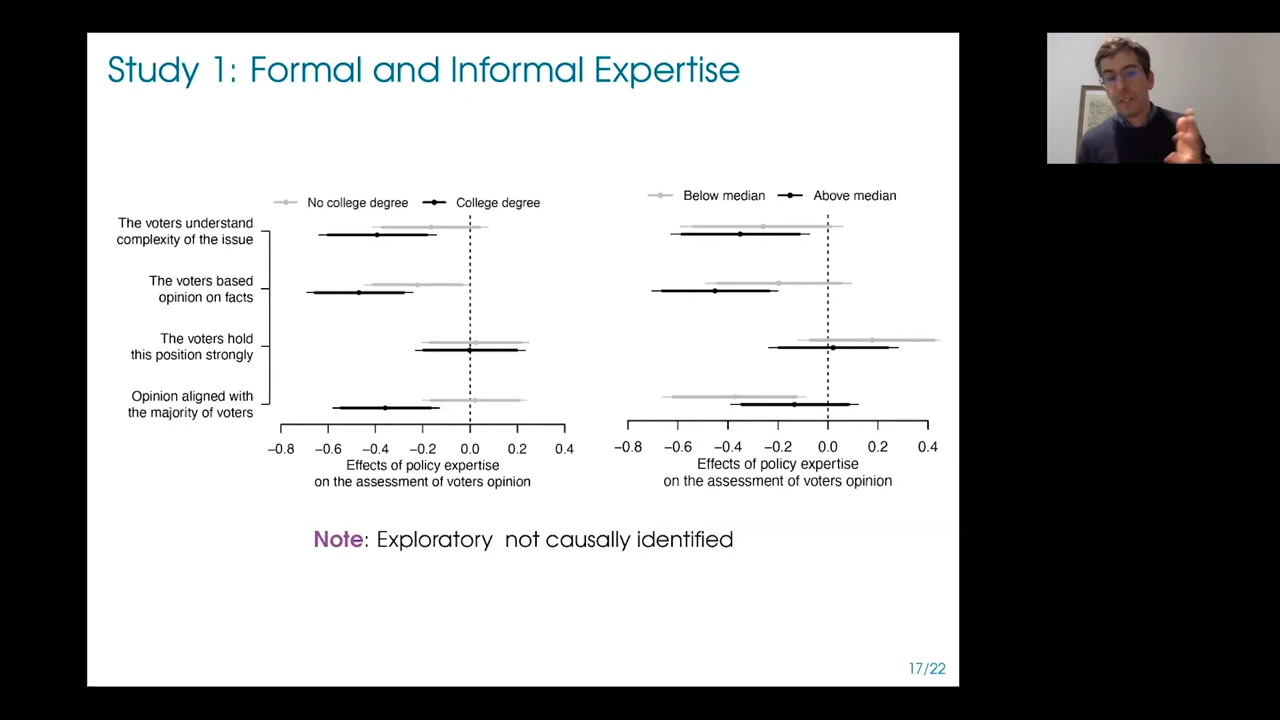 Study 1: Formal and Informal Expertise
No college degree
College degree
The voters understand
complexity of the issue
The voters based
opinion on facts
The voters hold
this position strongly
Opinion aligned with
the majority of voters
−0.8 −0.6 −0.4 −0.2 0.0 0.2 0.4
Effects of policy expertise
on the assessment of voters opinion
Below median
Above median
−0.8 −0.6 −0.4 −0.2 0.0 0.2 0.4
Effects of policy expertise
on the assessment of voters opinion
Note: Exploratory not causally identified
17/22